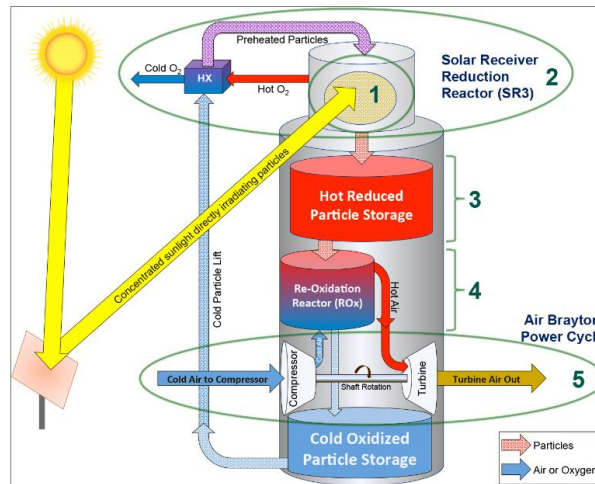 Preheated Particles
Cold O2
HX
Hot O2
1
Solar Receiver
Reduction
Reactor (SR3)
2
Concentrated sunlight directly irradiating particles
Hot Reduced
Particle Storage
3
Cold Particle Lift
Re-Oxidation
Reactor (ROx)
Hot Air
4
Air Brayton
Power Cycle
Cold Air to Compressor
Compressor
Shaft Rotation
Turbine
Turbine Air Out
5
Cold Oxidized
Particle Storage
Particles
Air or Oxygen